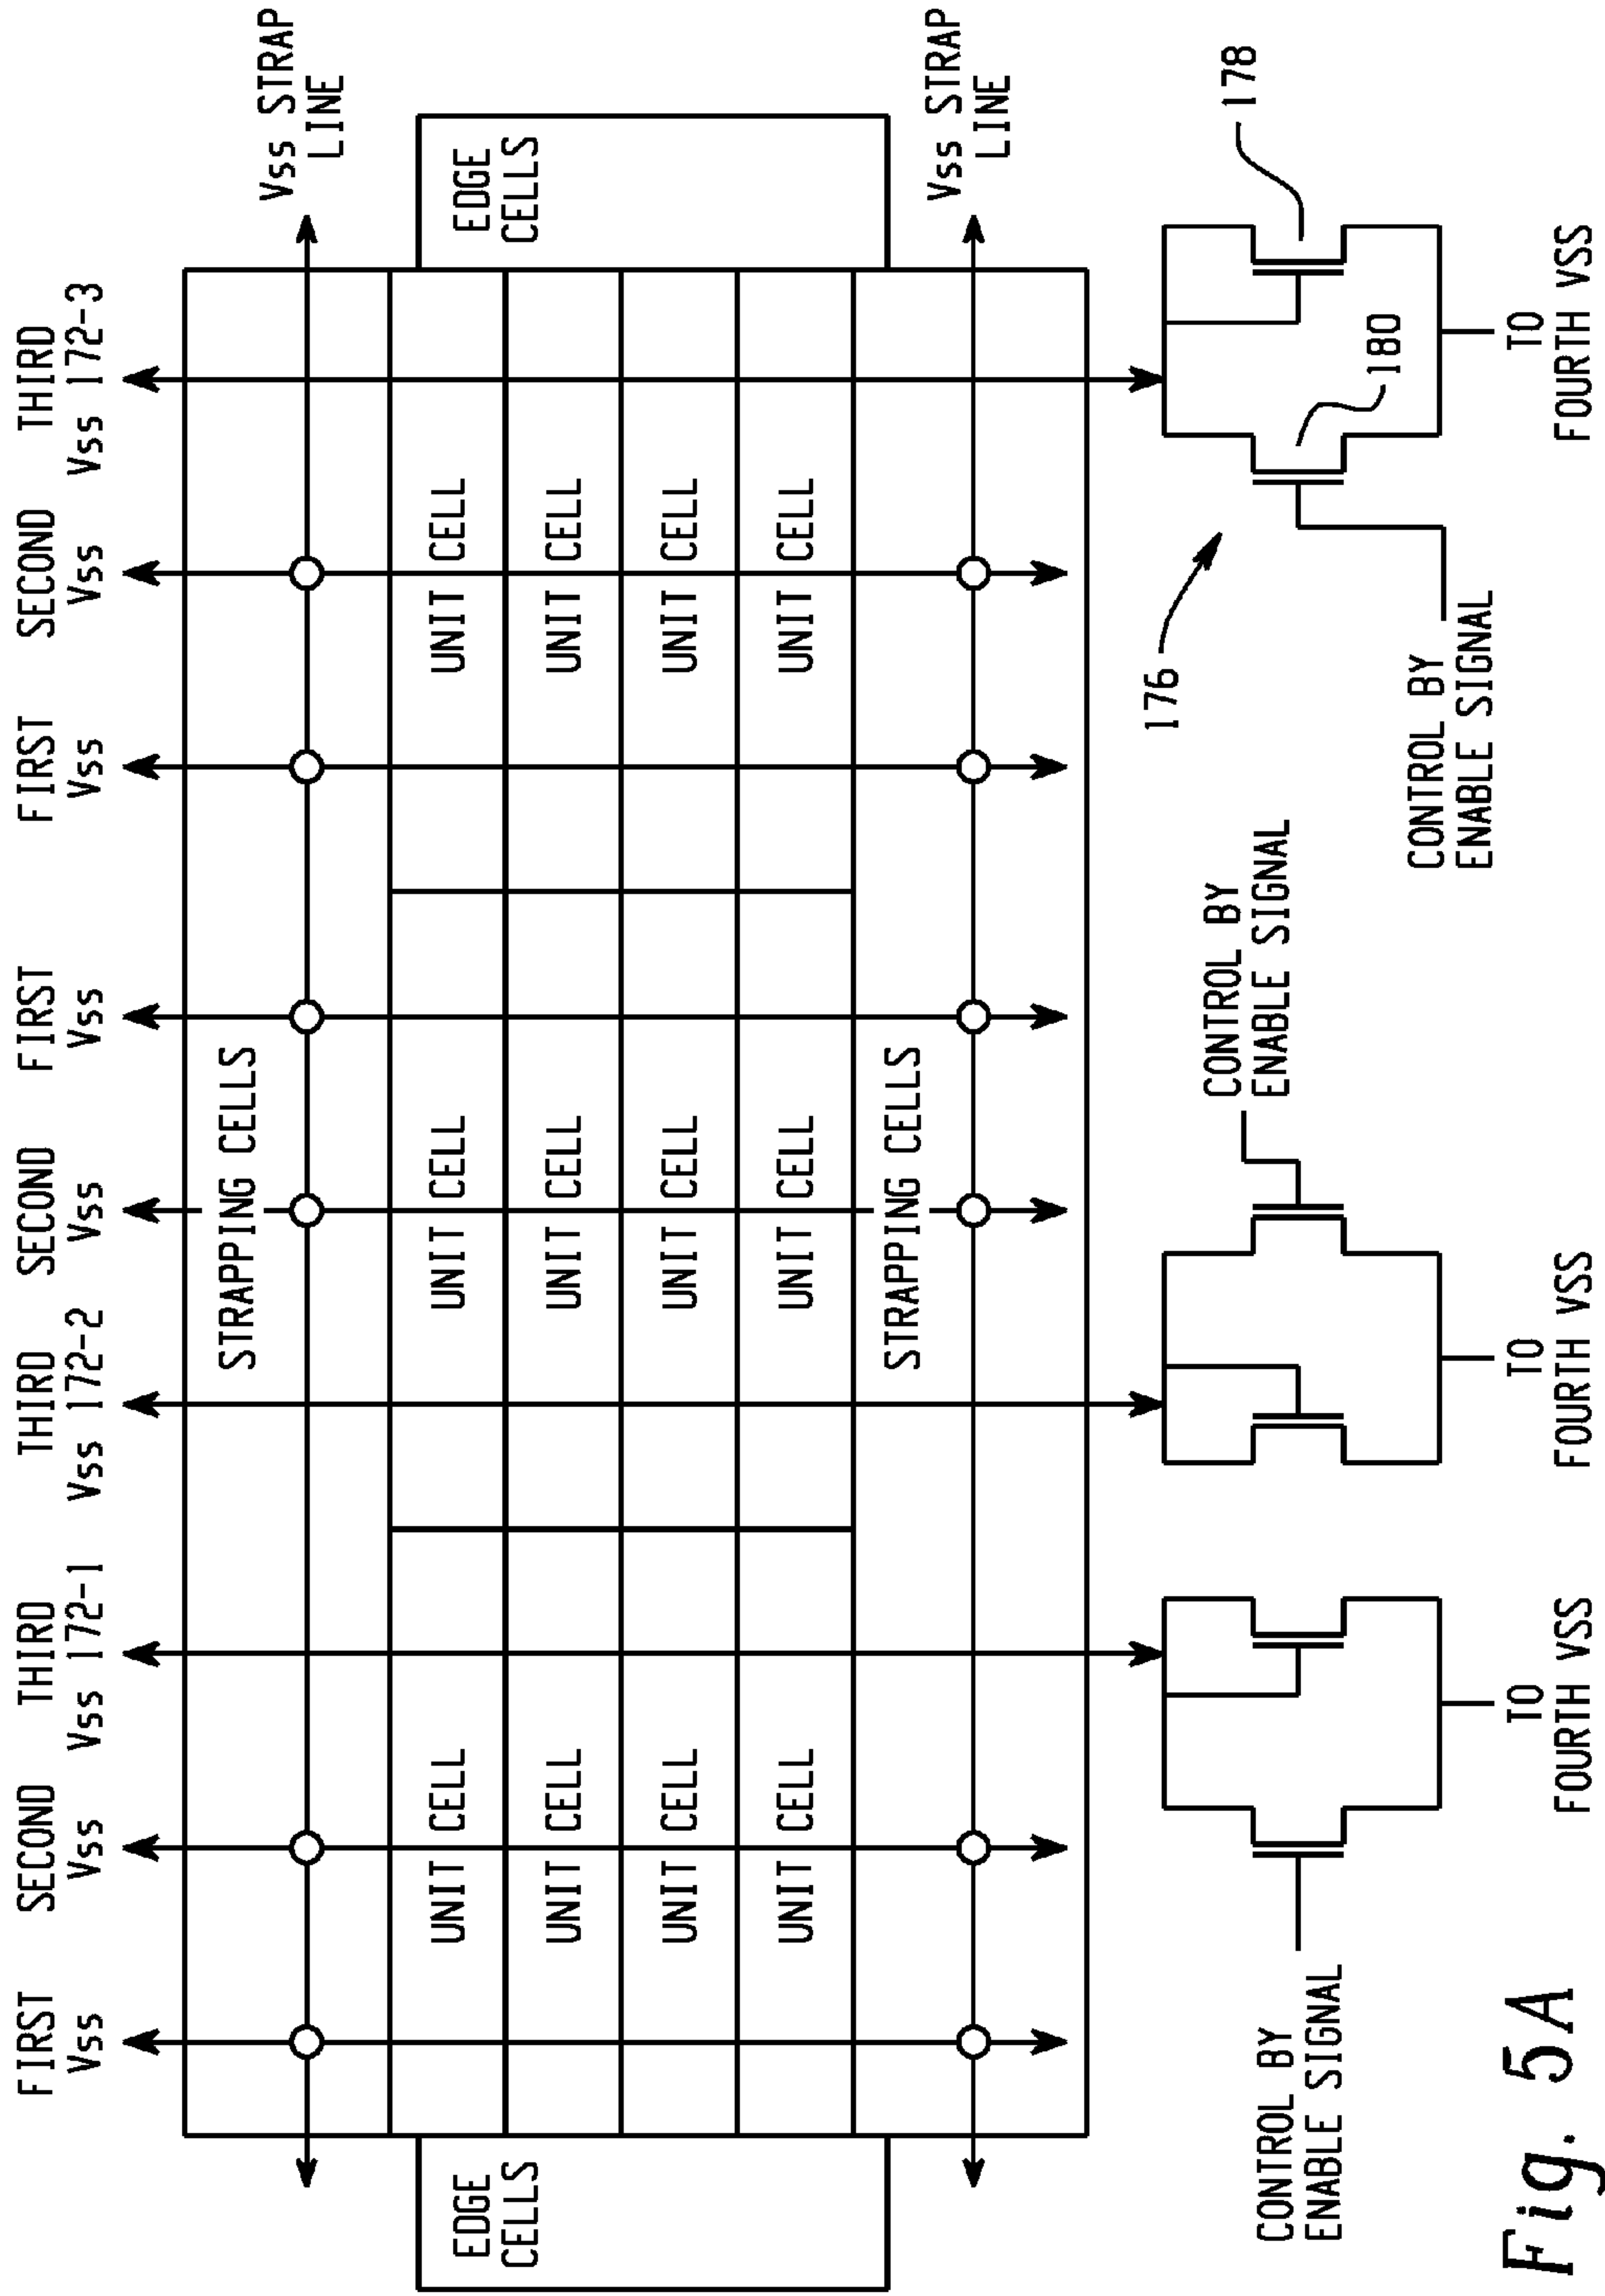 FIRST
Vss
SECOND
Vss
THIRD
Vss 172-1
THIRD
Vss 172-2
SECOND
Vss
FIRST
Vss
FIRST
Vss
SECOND
Vss
THIRD
Vss 172-3
Vss STRAP
LINE
STRAPPING CELLS
EDGE
CELLS
UNIT CELL
UNIT CELL
UNIT CELL
EDGE
CELLS
UNIT CELL
UNIT CELL
UNIT CELL
UNIT CELL
UNIT CELL
UNIT CELL
UNIT CELL
UNIT CELL
UNIT CELL
STRAPPING CELLS
Vss STRAP
LINE
CONTROL BY
ENABLE SIGNAL
CONTROL BY
ENABLE SIGNAL
176
180
178
CONTROL BY
ENABLE SIGNAL
TO
FOURTH VSS
TO
FOURTH VSS
TO
FOURTH VSS
Fig. 5A